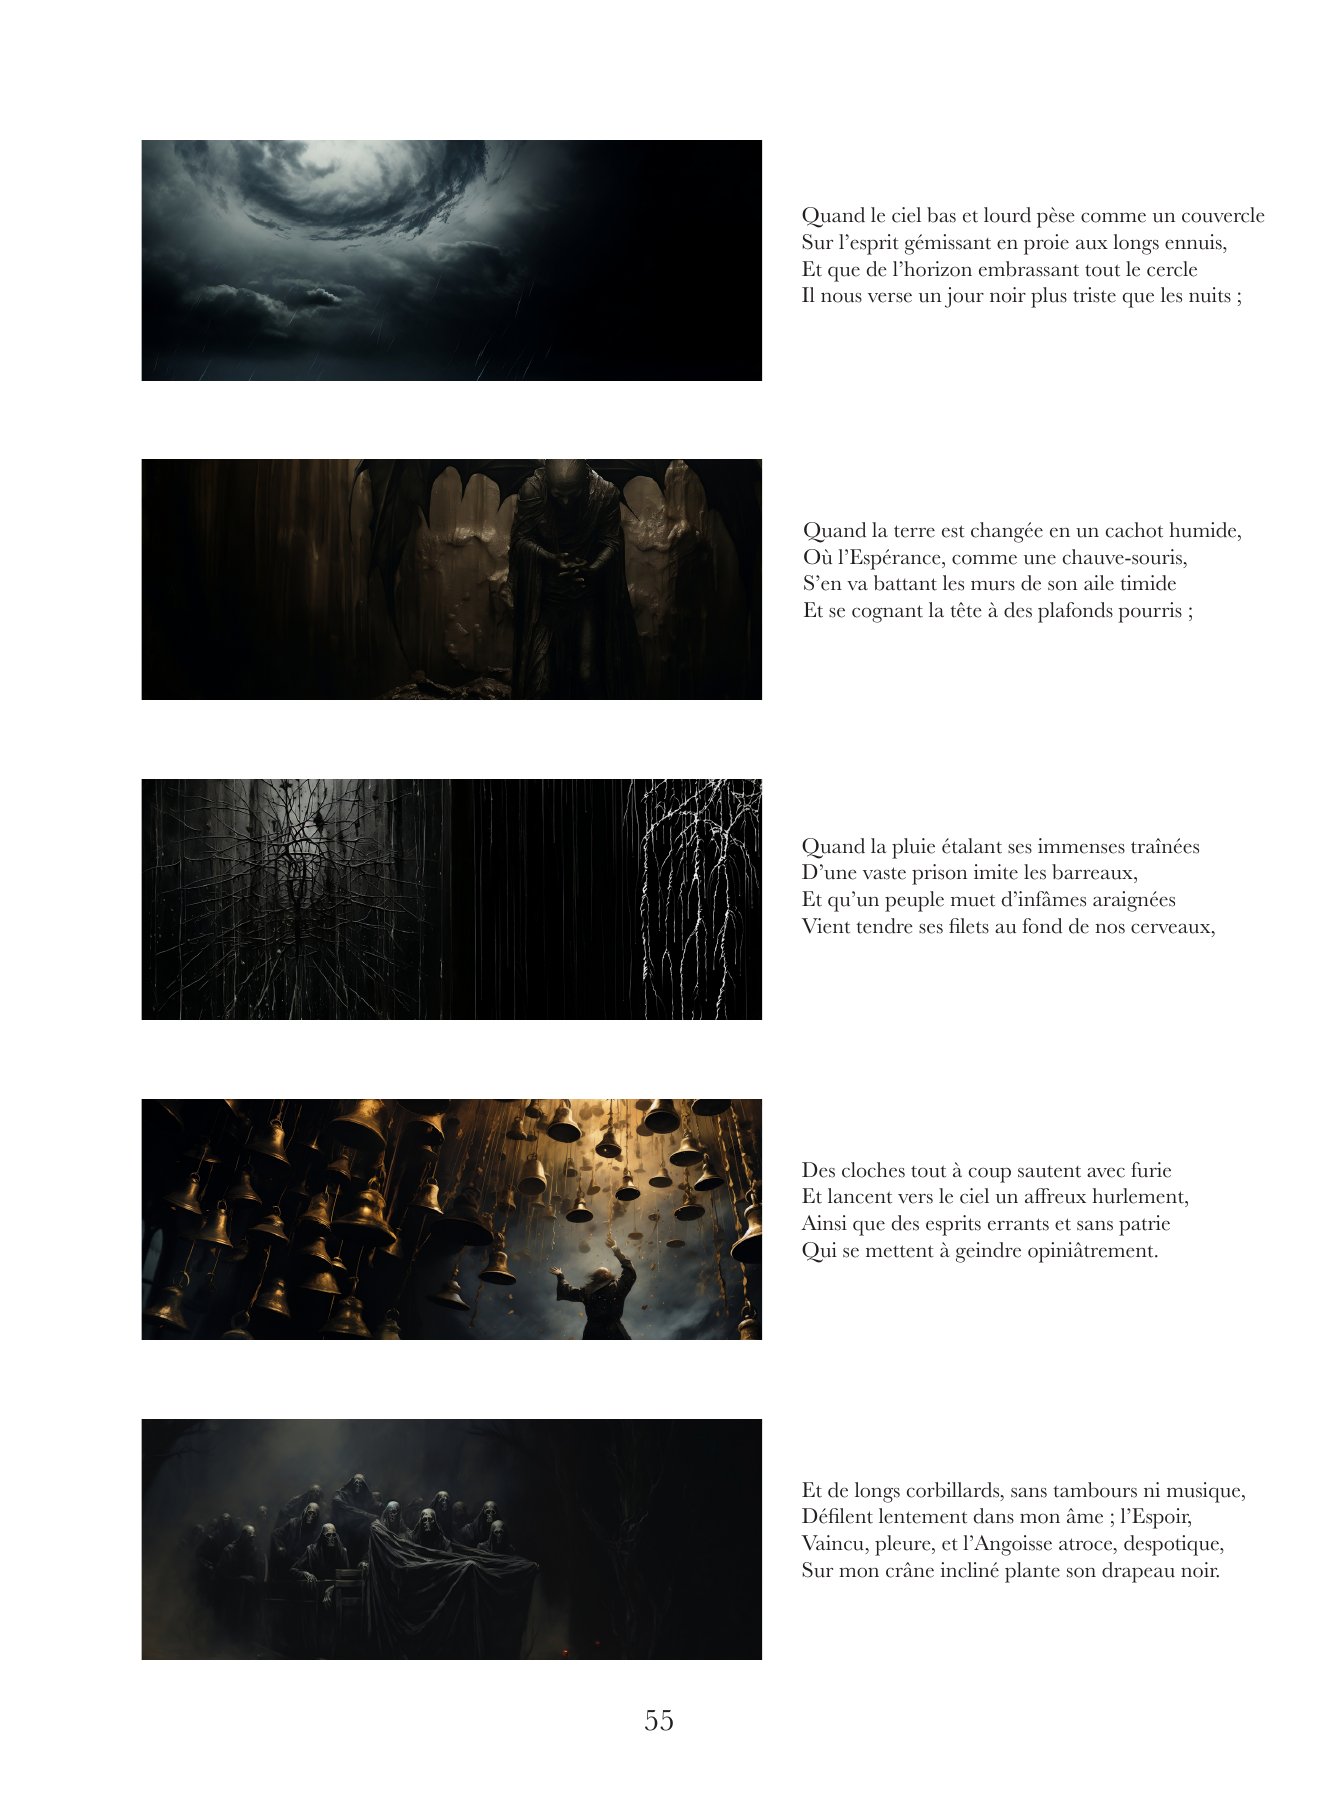 Quand le ciel bas et lourd pèse comme un couvercle
Sur l’esprit gémissant en proie aux longs ennuis,
Et que de l’horizon embrassant tout le cercle
Il nous verse un jour noir plus triste que les nuits ;
Quand la terre est changée en un cachot humide,
Où l’Espérance, comme une chauve-souris,
S’en va battant les murs de son aile timide
Et se cognant la tête à des plafonds pourris ;
Quand la pluie étalant ses immenses traînées
D’une vaste prison imite les barreaux,
Et qu’un peuple muet d’infâmes araignées
Vient tendre ses filets au fond de nos cerveaux,
Des cloches tout à coup sautent avec furie
Et lancent vers le ciel un affreux hurlement,
Ainsi que des esprits errants et sans patrie
Qui se mettent à geindre opiniâtrement.
Et de longs corbillards, sans tambours ni musique,
Défilent lentement dans mon âme ; l’Espoir,
Vaincu, pleure, et l’Angoisse atroce, despotique,
Sur mon crâne incliné plante son drapeau noir.
55